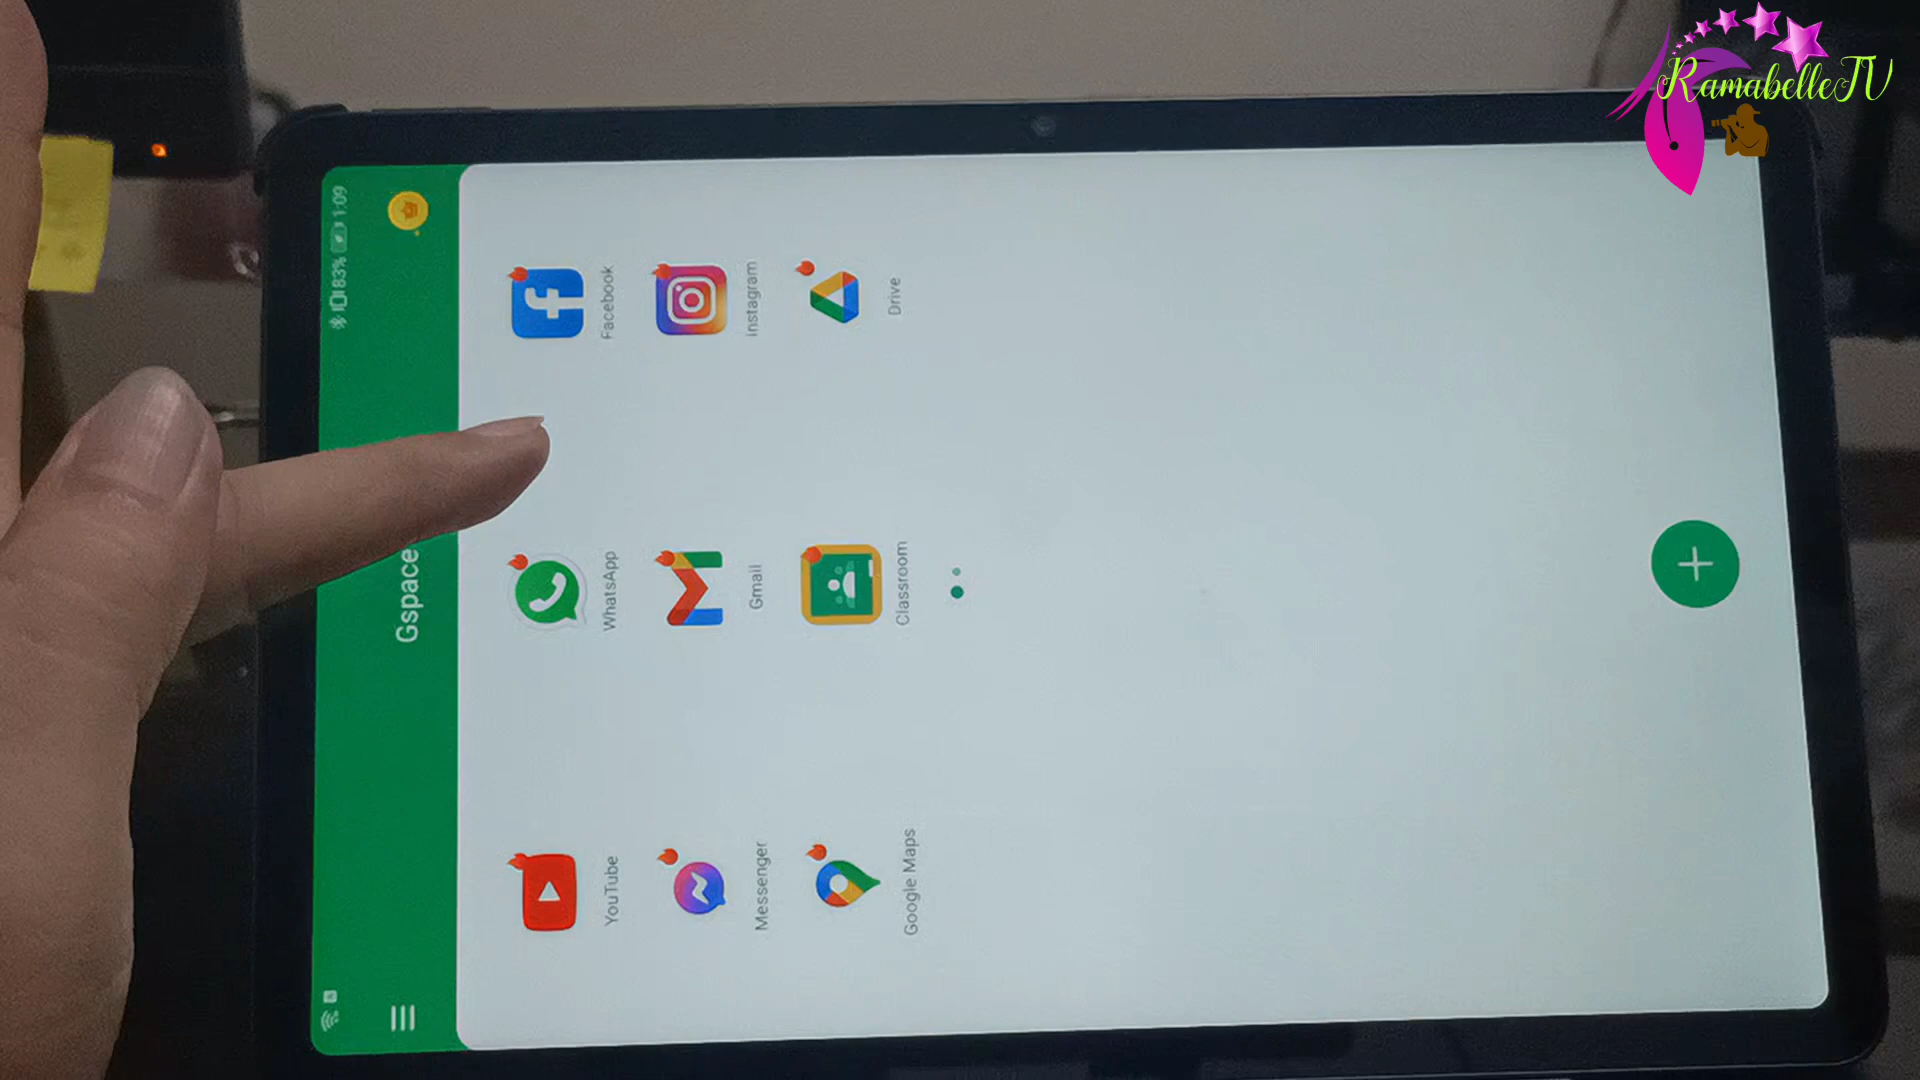 RamabelleTV
83% 1:09
Gspace
YouTube WhatsApp Facebook
Messenger Gmail Instagram
Google Maps Classroom Drive